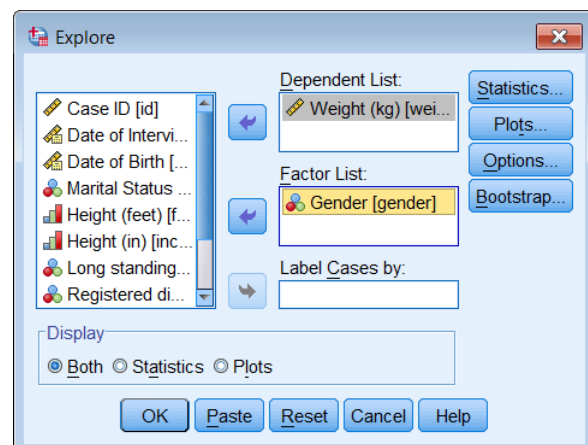 Explore
Case ID [id]
Date of Intervi...
Date of Birth [...
Marital Status ...
Height (feet) [f...
Height (in) [inc...
Long standing...
Registered di...
Dependent List:
Weight (kg) [wei...
Factor List:
Gender [gender]
Label Cases by:
Statistics...
Plots...
Options...
Bootstrap...
Display
Both Statistics Plots
OK Paste Reset Cancel Help